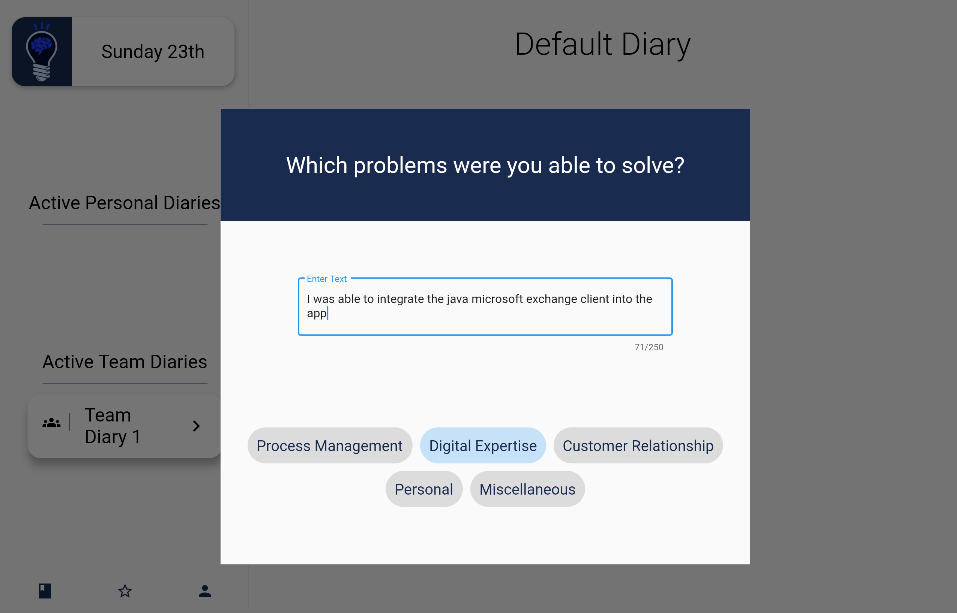 Sunday 23th
Default Diary
Which problems were you able to solve?
Active Personal Diaries
Enter Text
I was able to integrate the java microsoft exchange client into the
app
71/250
Active Team Diaries
Team
Diary 1
Process Management
Digital Expertise
Customer Relationship
Personal
Miscellaneous